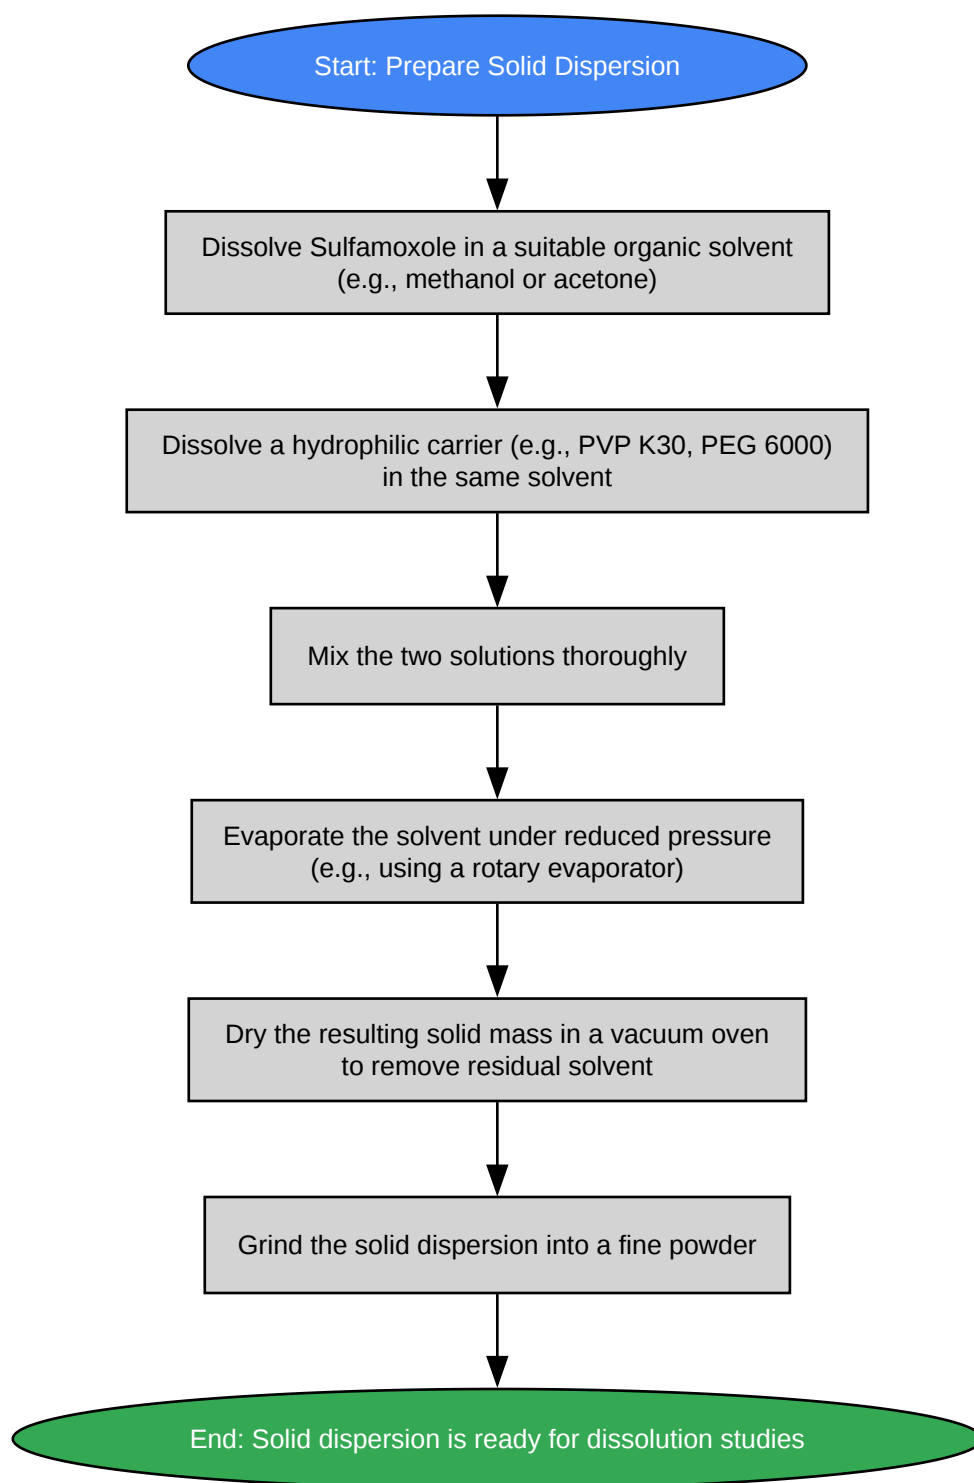 Start: Prepare Solid Dispersion
Dissolve Sulfamoxole in a suitable organic solvent
(e.g., methanol or acetone)
Dissolve a hydrophilic carrier (e.g., PVP K30, PEG 6000)
in the same solvent
Mix the two solutions thoroughly
Evaporate the solvent under reduced pressure
(e.g., using a rotary evaporator)
Dry the resulting solid mass in a vacuum oven
to remove residual solvent
Grind the solid dispersion into a fine powder
End: Solid dispersion is ready for dissolution studies